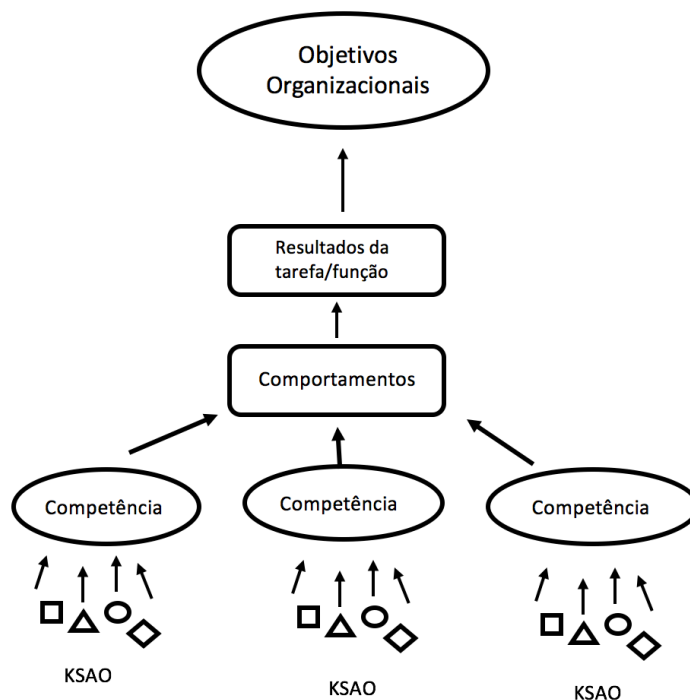 Objetivos
Organizacionais
Resultados da
tarefa/função
Comportamentos
Competência
Competência
Competência
KSAO
KSAO
KSAO